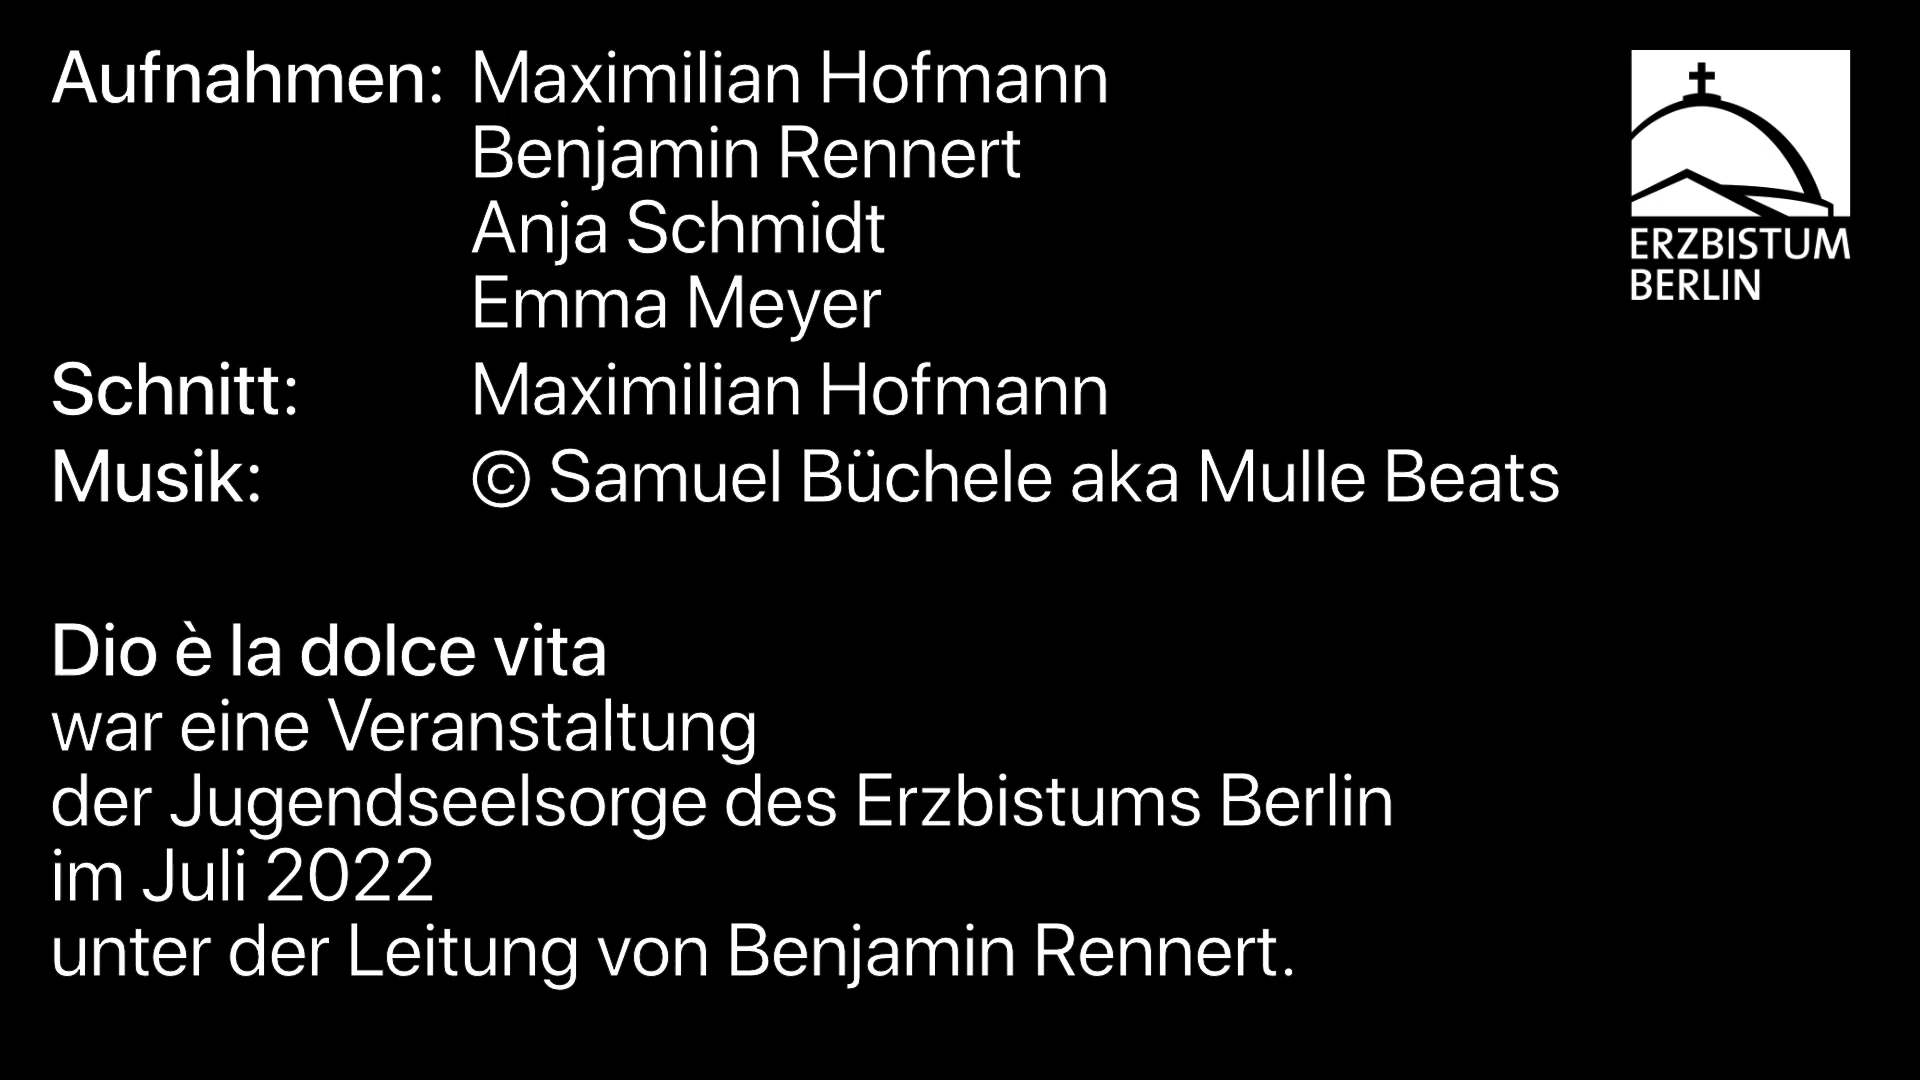 Aufnahmen: Maximilian Hofmann
Benjamin Rennert
Anja Schmidt
Emma Meyer
Schnitt: Maximilian Hofmann
Musik: © Samuel Büchele aka Mulle Beats
ERZBISTUM
BERLIN
Dio è la dolce vita
war eine Veranstaltung
der Jugendseelsorge des Erzbistums Berlin
im Juli 2022
unter der Leitung von Benjamin Rennert.